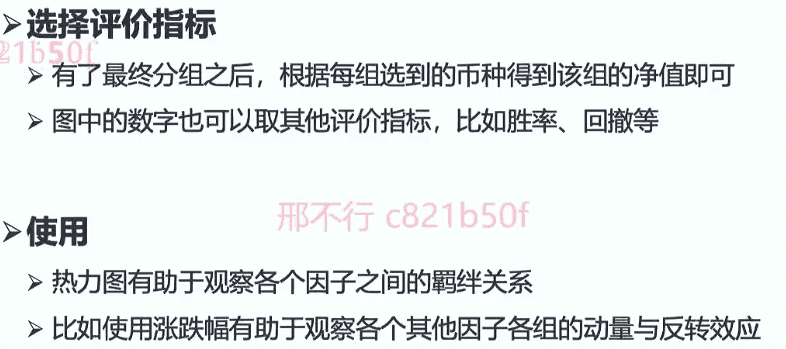 ➢选择评价指标
21b50f
➢ 有了最终分组之后，根据每组选到的币种得到该组的净值即可
➢ 图中的数字也可以取其他评价指标，比如胜率、回撤等
邢不行 c821b50f
➢使用
➢ 热力图有助于观察各个因子之间的羁绊关系
➢ 比如使用涨跌幅有助于观察各个其他因子各组的动量与反转效应